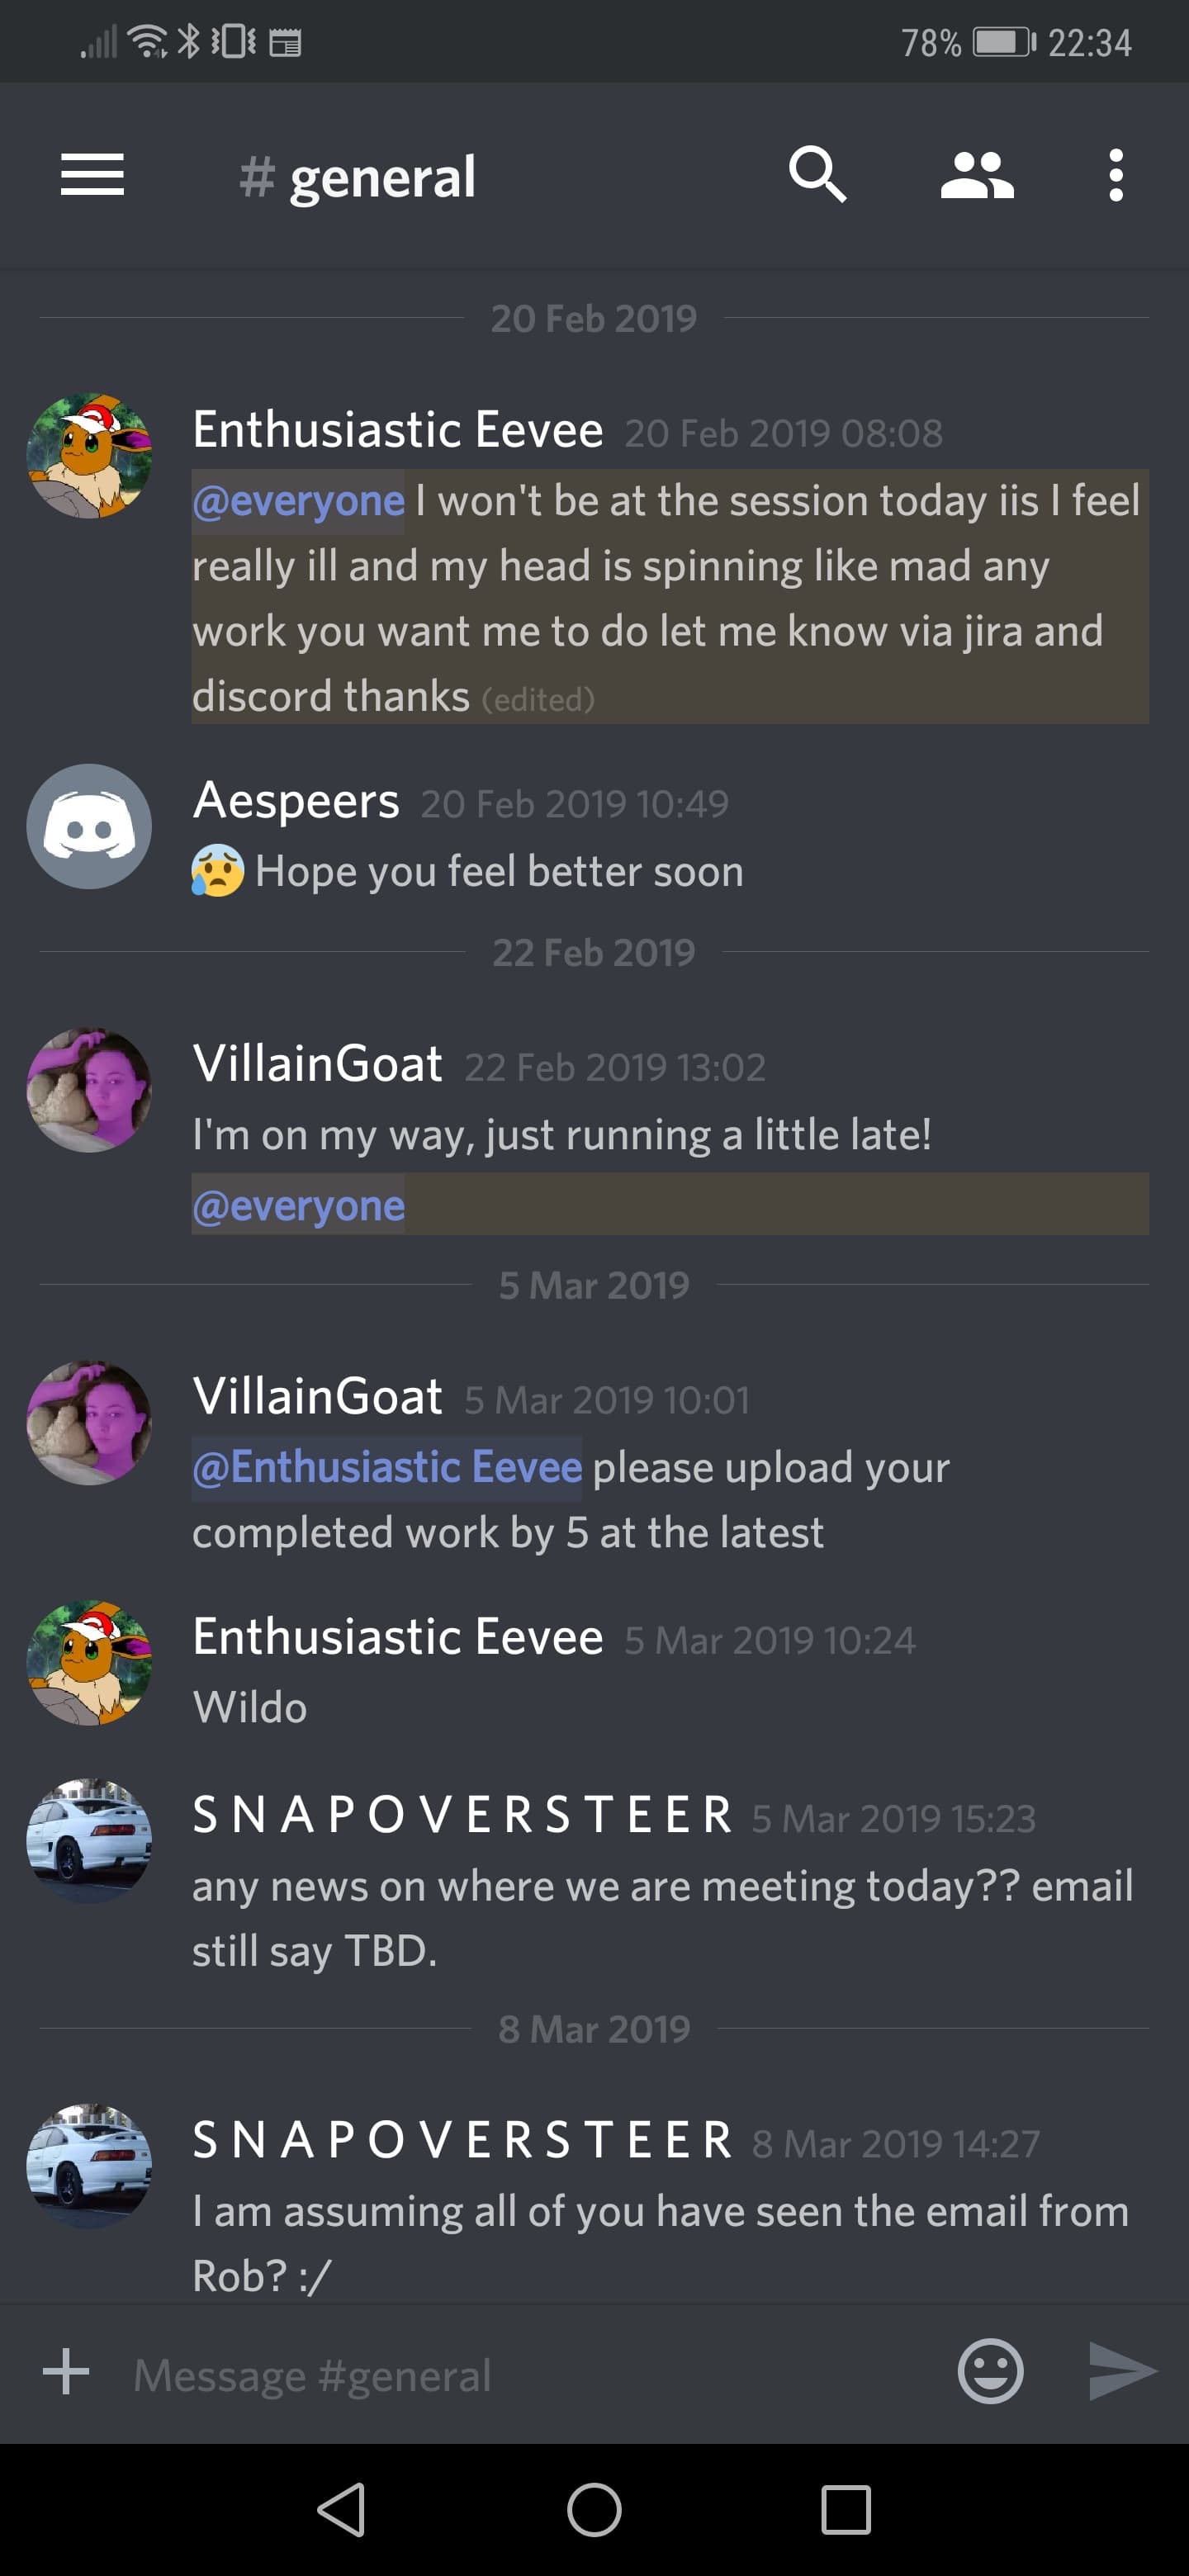 78% 22:34
# general
20 Feb 2019
Enthusiastic Eevee 20 Feb 2019 08:08
@everyone I won't be at the session today iis I feel
really ill and my head is spinning like mad any
work you want me to do let me know via jira and
discord thanks (edited)
Aespeers 20 Feb 2019 10:49
😰 Hope you feel better soon
22 Feb 2019
VillainGoat 22 Feb 2019 13:02
I'm on my way, just running a little late!
@everyone
5 Mar 2019
VillainGoat 5 Mar 2019 10:01
@Enthusiastic Eevee please upload your
completed work by 5 at the latest
Enthusiastic Eevee 5 Mar 2019 10:24
Wildo
S N A P O V E R S T E E R 5 Mar 2019 15:23
any news on where we are meeting today?? email
still say TBD.
8 Mar 2019
S N A P O V E R S T E E R 8 Mar 2019 14:27
I am assuming all of you have seen the email from
Rob? :/
Message #general